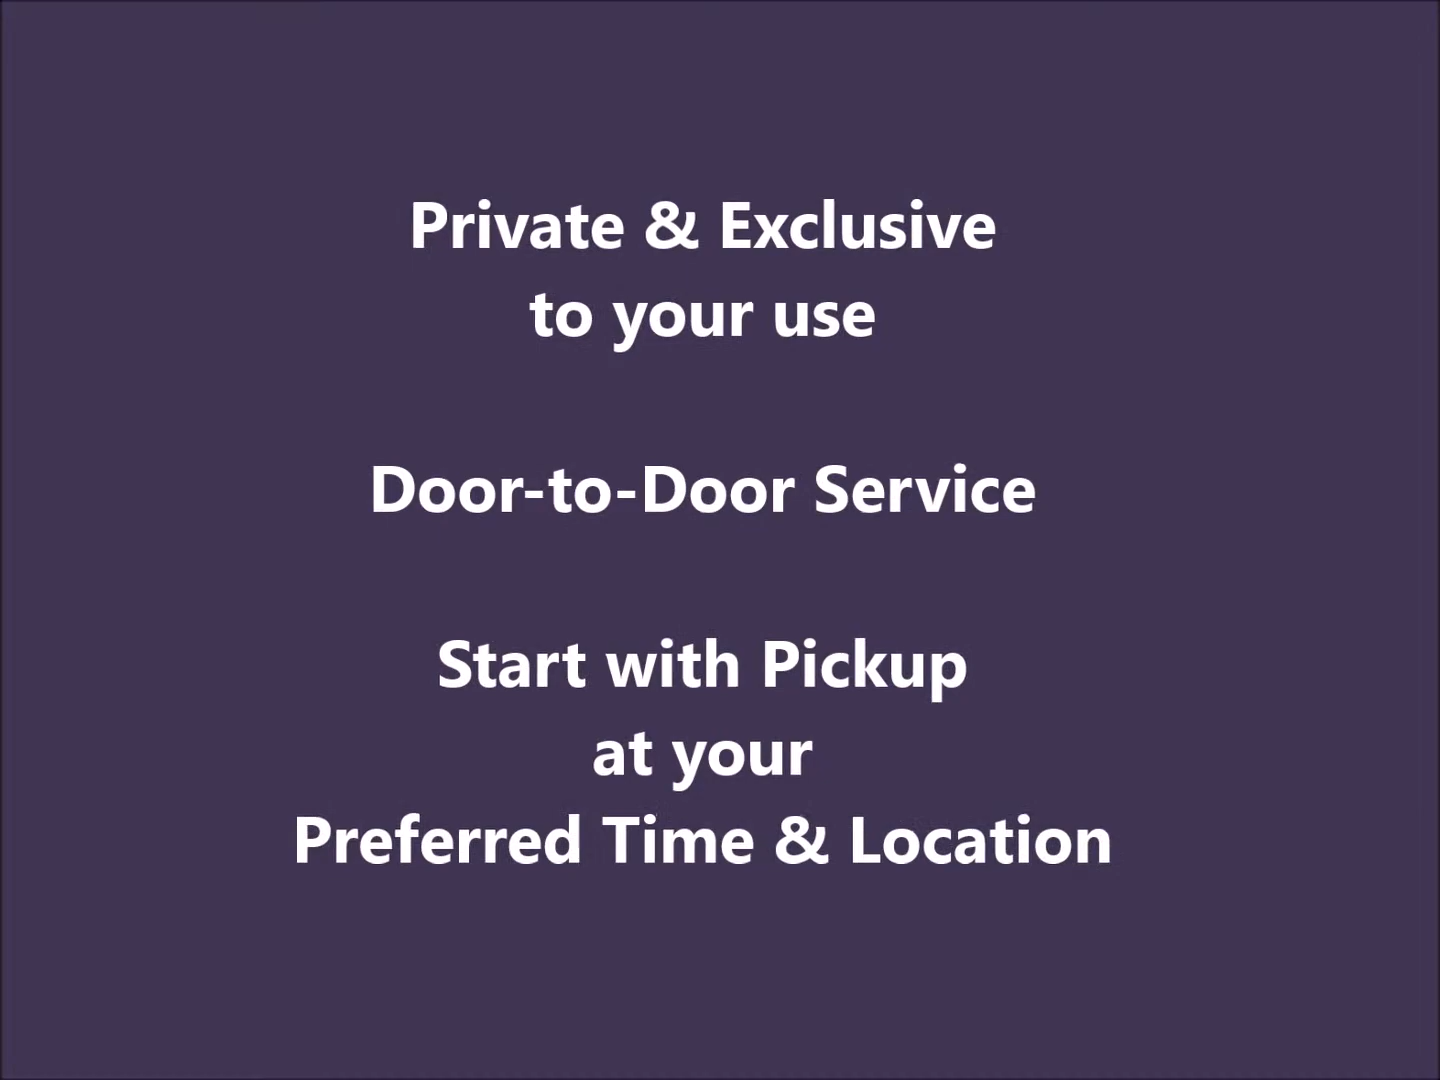 Private & Exclusive
to your use
Door-to-Door Service
Start with Pickup
at your
Preferred Time & Location